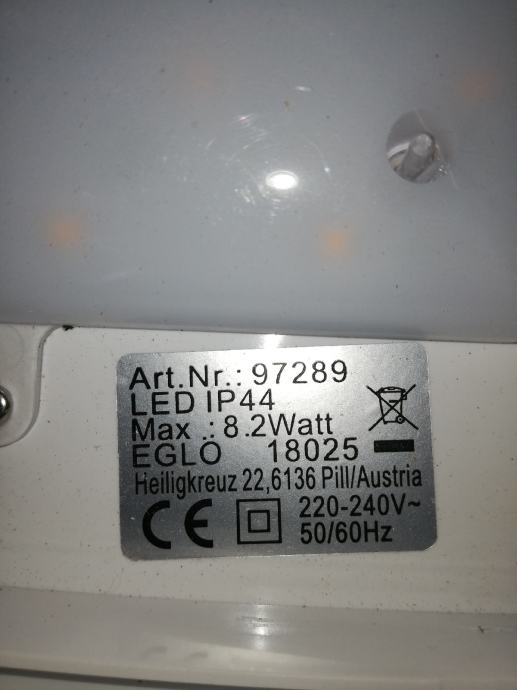 Art.Nr.: 97289
LED IP44
Max .: 8.2Watt
EGLO 18025
Heiligkreuz 22,6136 Pill/Austria
CE 220-240V~
50/60Hz